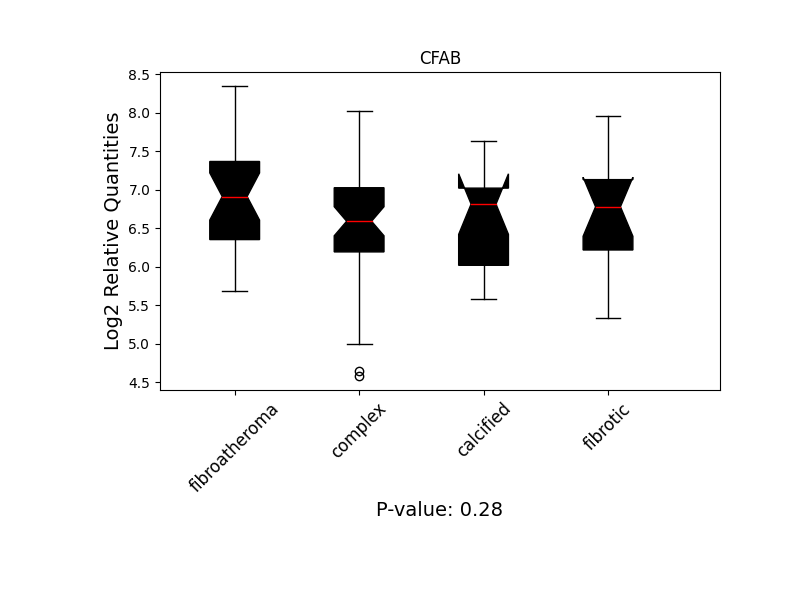 CFAB
Log2 Relative Quantities
8.5
8.0
7.5
7.0
6.5
6.0
5.5
5.0
4.5
fibroatheroma
complex
calcified
fibrotic
P-value: 0.28